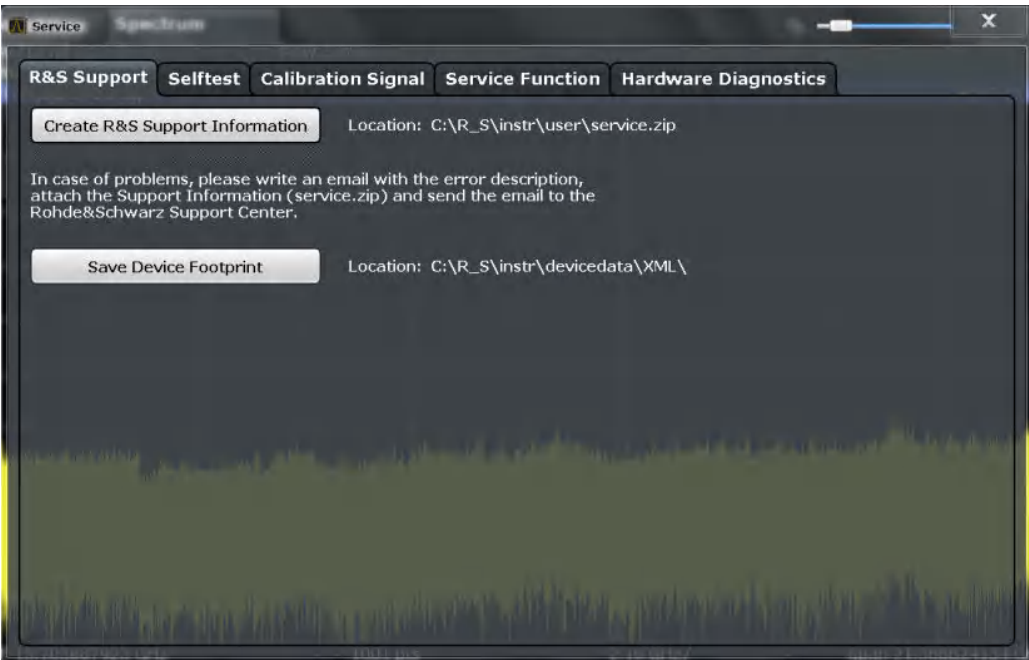 Service
Spectrum
X
R&S Support Selftest Calibration Signal Service Function Hardware Diagnostics
Create R&S Support Information Location: C:\R_S\instr\user\service.zip
In case of problems, please write an email with the error description,
attach the Support Information (service.zip) and send the email to the
Rohde&Schwarz Support Center.
Save Device Footprint Location: C:\R_S\instr\devicedata\XML\
1001 pts